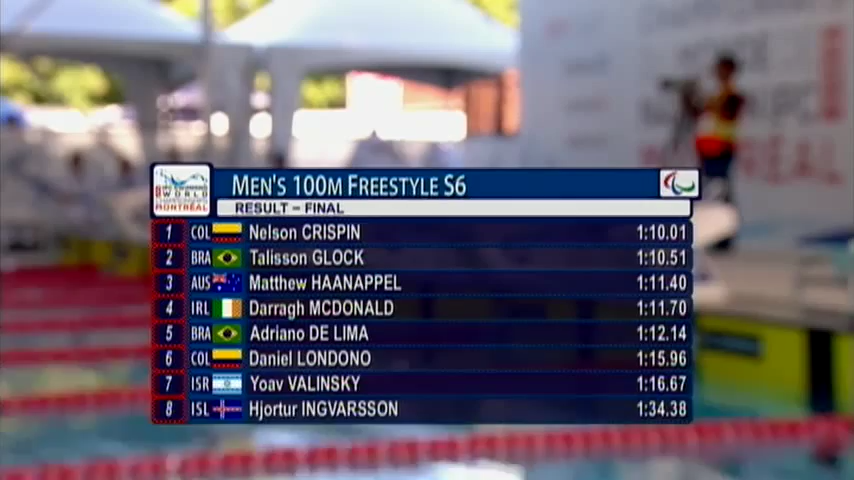 WORLD
MONTRÉAL
MEN'S 100M FREESTYLE S6
RESULT – FINAL
1 COL Nelson CRISPIN 1:10.01
2 BRA Talisson GLOCK 1:10.51
3 AUS Matthew HAANAPPEL 1:11.40
4 IRL Darragh MCDONALD 1:11.70
5 BRA Adriano DE LIMA 1:12.14
6 COL Daniel LONDONO 1:15.96
7 ISR Yoav VALINSKY 1:16.67
8 ISL Hjortur INGVARSSON 1:34.38